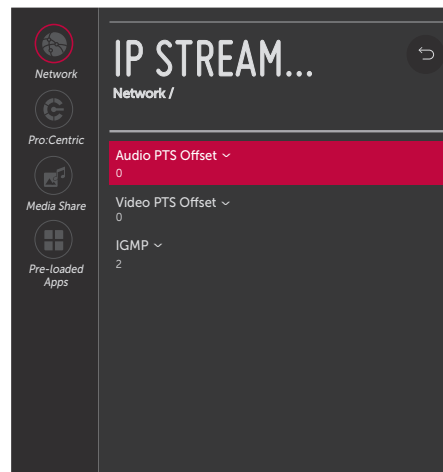 Network
Pro:Centric
Media Share
Pre-loaded
Apps
IP STREAM...
Network /
Audio PTS Offset
0
Video PTS Offset
0
IGMP
2